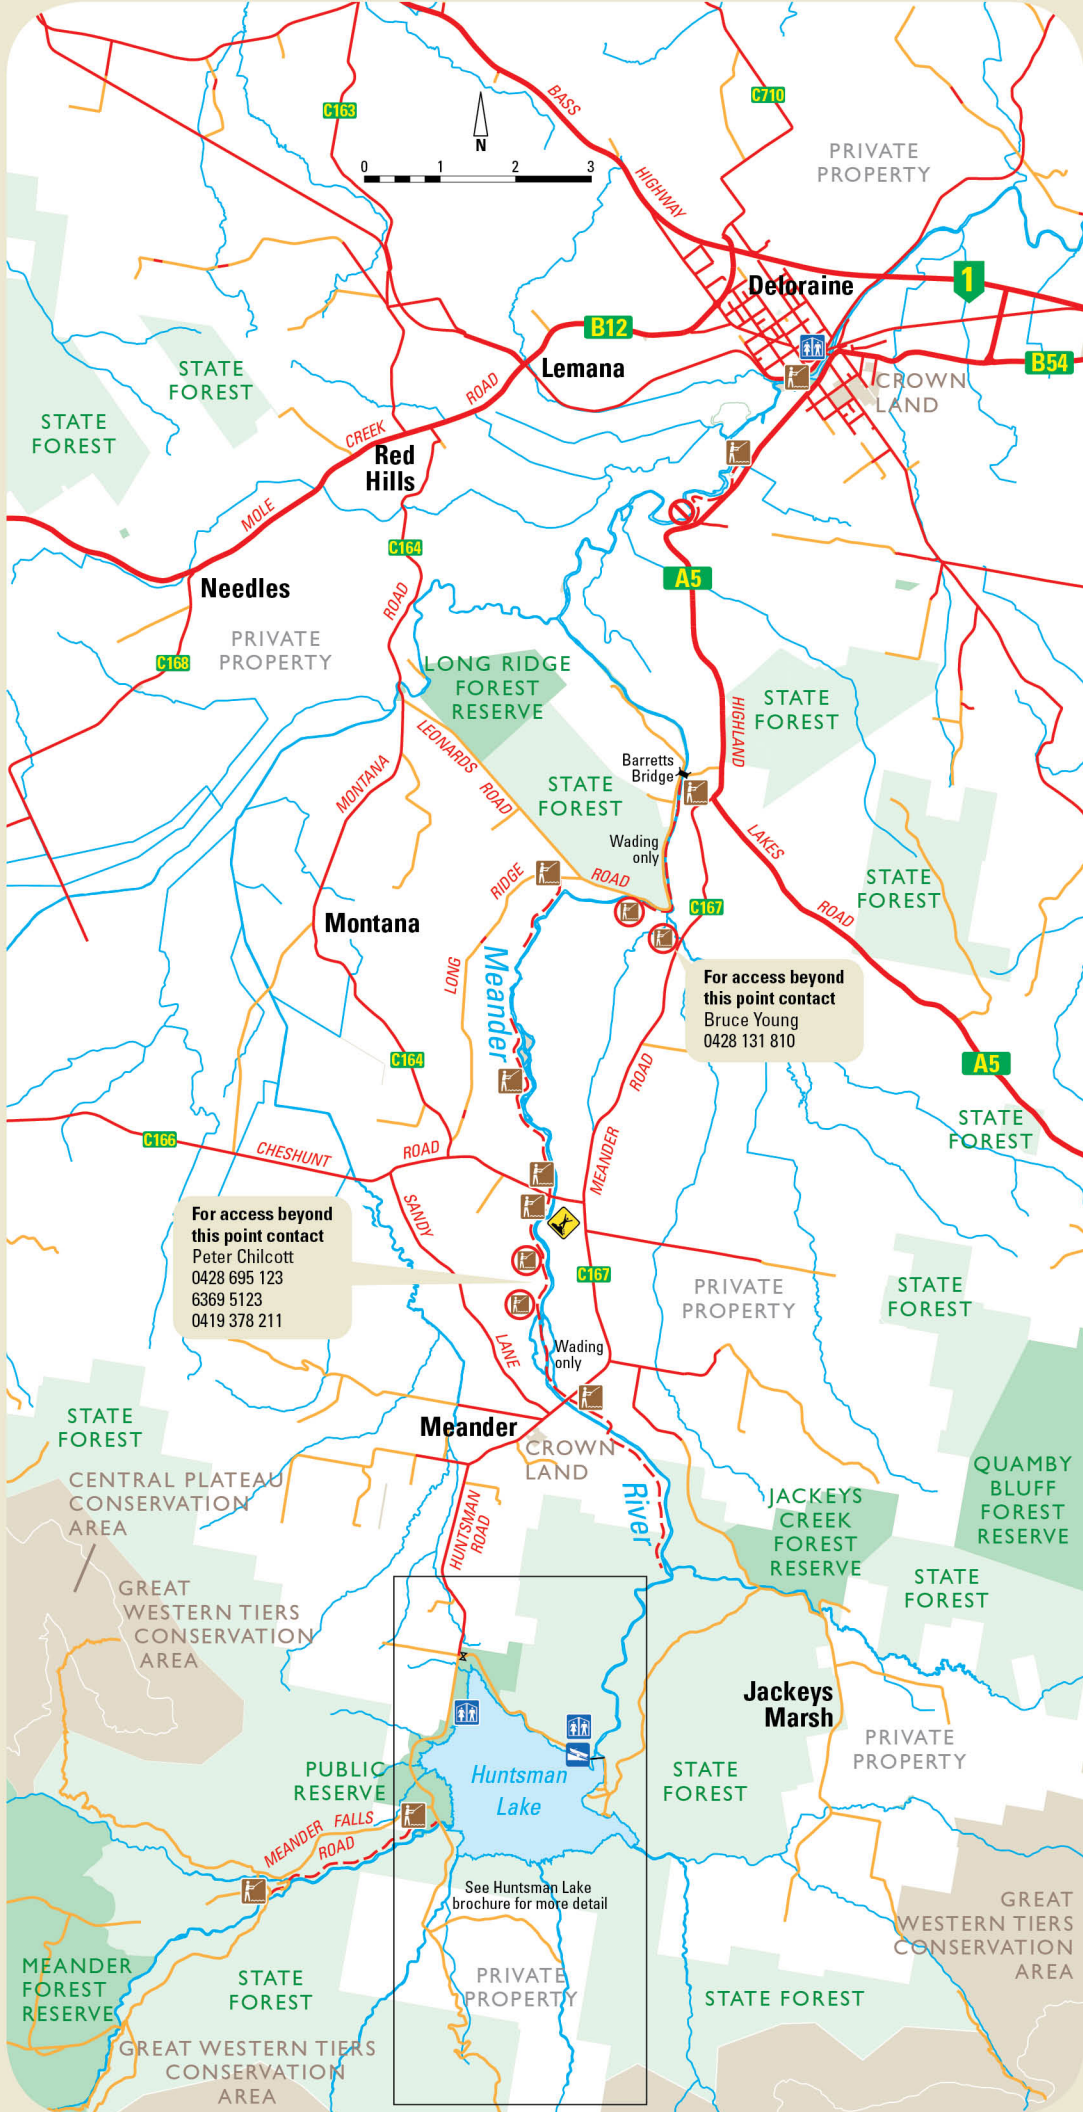 C163
BASS
C710
N
0 1 2 3
HIGHWAY
PRIVATE
PROPERTY
1
Deloraine
B12
Lemana
B54
STATE
FOREST
CROWN
LAND
ROAD
STATE
FOREST
CREEK
Red
Hills
MOLE
C164
A5
Needles
ROAD
PRIVATE
PROPERTY
C168
LONG RIDGE
FOREST
RESERVE
STATE
FOREST
HIGHLAND
LEONARDS
ROAD
Barretts
Bridge
MONTANA
STATE
FOREST
LAKES
Wading
only
RIDGE
ROAD
STATE
FOREST
C167
ROAD
Montana
Meander
LONG
For access beyond
this point contact
Bruce Young
0428 131 810
C164
ROAD
A5
STATE
FOREST
C166
CHESHUNT
ROAD
MEANDER
SANDY
For access beyond
this point contact
Peter Chilcott
0428 695 123
6369 5123
0419 378 211
C167
PRIVATE
PROPERTY
STATE
FOREST
LANE
Wading
only
STATE
FOREST
Meander
CROWN
LAND
CENTRAL PLATEAU
CONSERVATION
AREA
River
HUNTSMAN
ROAD
JACKEYS
CREEK
FOREST
RESERVE
QUAMBY
BLUFF
FOREST
RESERVE
STATE
FOREST
GREAT
WESTERN TIERS
CONSERVATION
AREA
Jackeys
Marsh
PRIVATE
PROPERTY
PUBLIC
RESERVE
Huntsman
Lake
STATE
FOREST
MEANDER FALLS
ROAD
See Huntsman Lake
brochure for more detail
GREAT
WESTERN TIERS
CONSERVATION
AREA
MEANDER
FOREST
RESERVE
STATE
FOREST
PRIVATE
PROPERTY
STATE FOREST
GREAT WESTERN TIERS
CONSERVATION
AREA